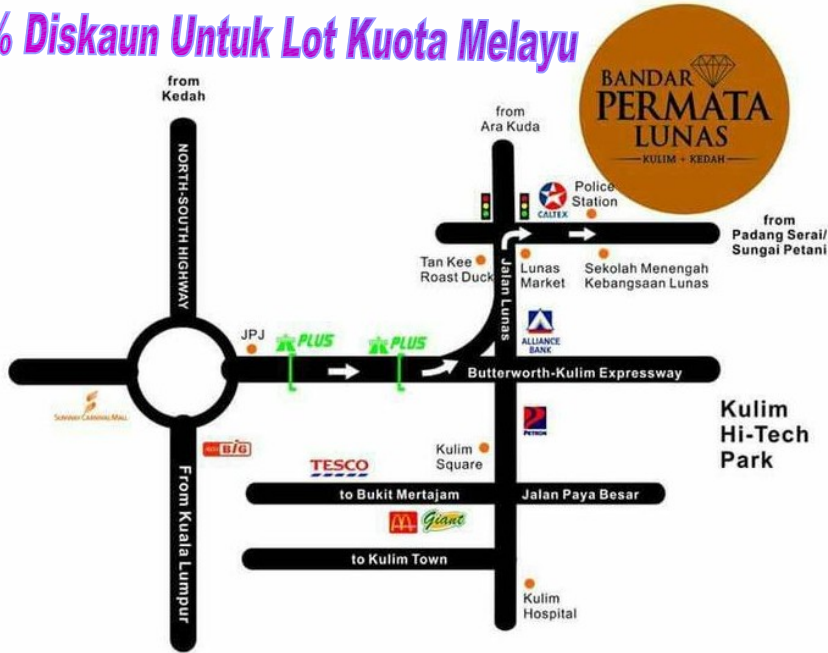 % Diskaun Untuk Lot Kuota Melayu
BANDAR
PERMATA
LUNAS
KULIM • KEDAH
from
Kedah
from
Ara Kuda
NORTH-SOUTH HIGHWAY
CALTEX
Police
Station
from
Padang Serai/
Sungai Petani
Tan Kee
Roast Duck
Jalan Lunas
Lunas
Market
Sekolah Menengah
Kebangsaan Lunas
JPJ
PLUS
PLUS
ALLIANCE
BANK
Butterworth-Kulim Expressway
SUNWAY CARNIVAL MALL
PETRON
Kulim
Hi-Tech
Park
BIG
Kulim
Square
TESCO
From Kuala Lumpur
to Bukit Mertajam
Jalan Paya Besar
Giant
to Kulim Town
Kulim
Hospital